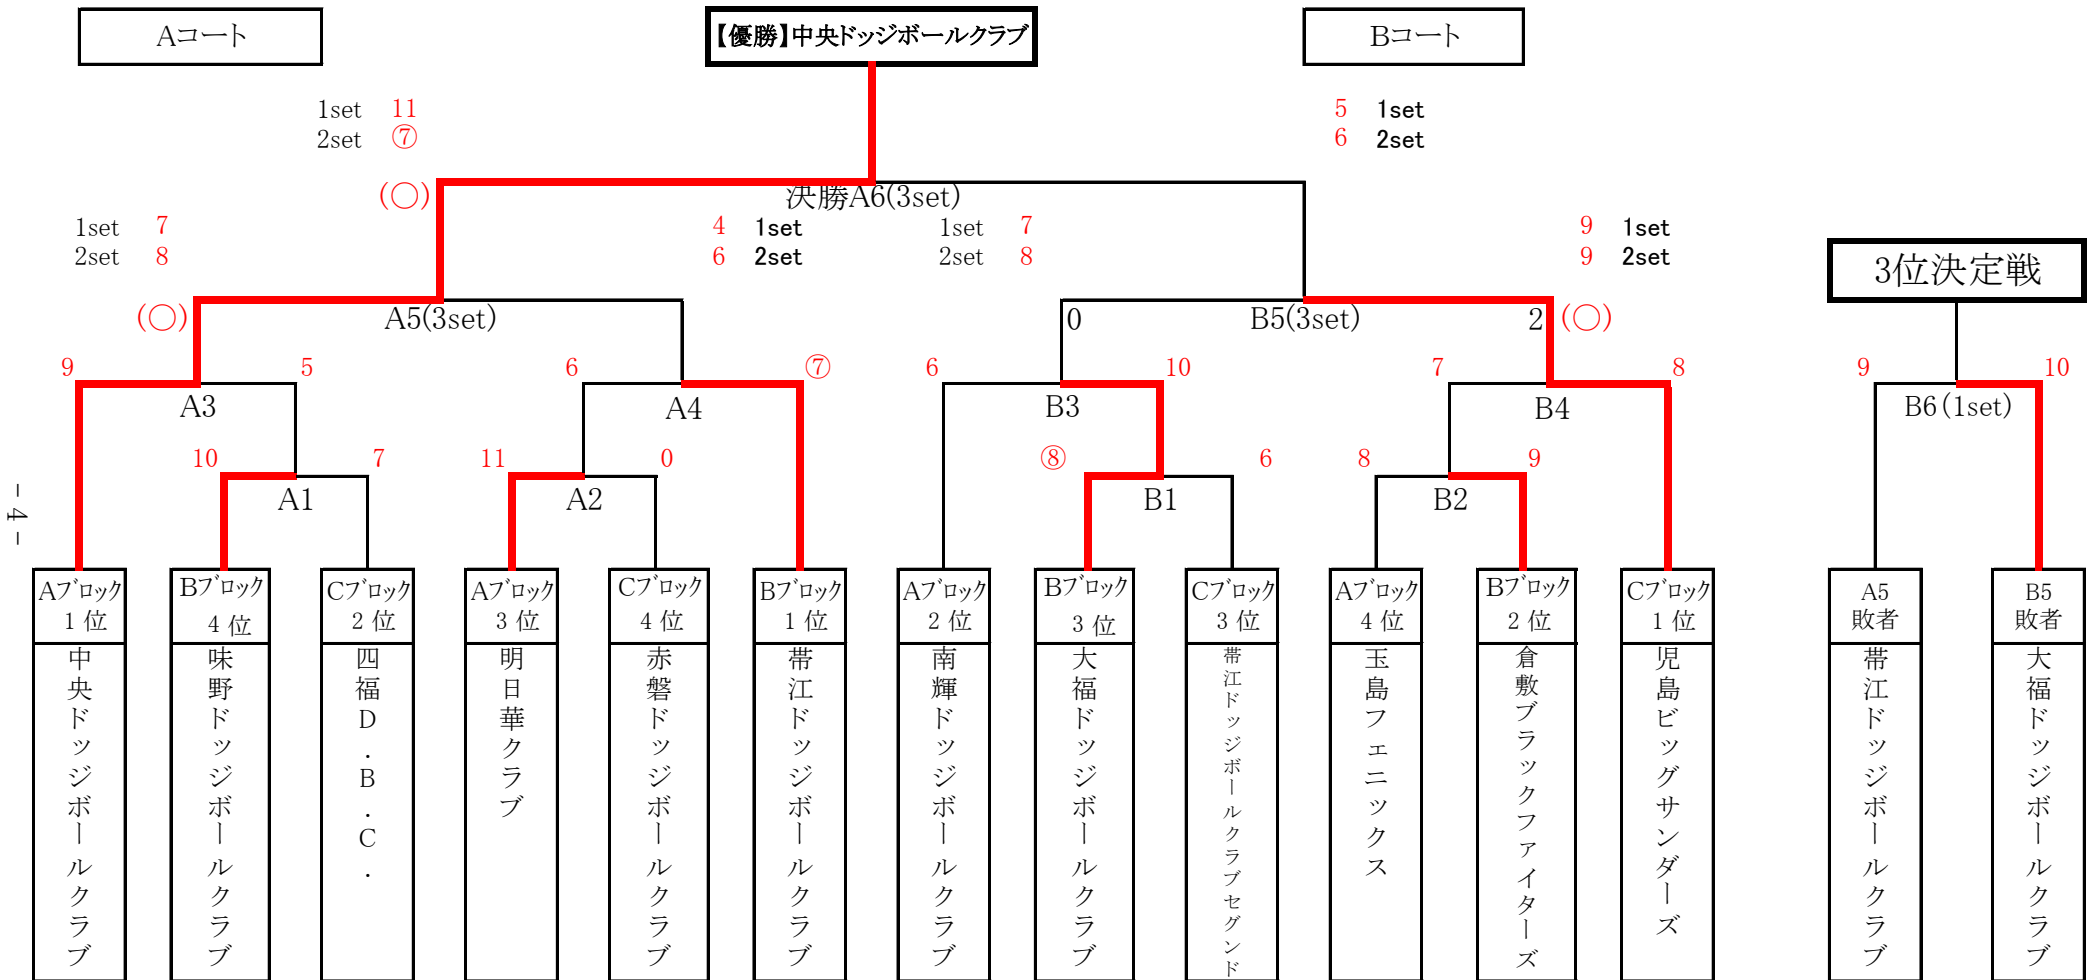 Aコート
【優勝】中央ドッジボールクラブ
Bコート
1set 11
2set ⑦
5 1set
6 2set
(○)
決勝A6(3set)
1set 7
2set 8
4 1set
6 2set
1set 7
2set 8
9 1set
9 2set
3位決定戦
(○)
A5(3set)
0
B5(3set)
2
(○)
9
5
6
⑦
6
10
7
8
9
10
A3
A4
B3
B4
B6(1set)
10
7
11
0
⑧
6
8
9
A1
A2
B1
B2
- 4 -
Aブロック
1位
中央ドッジボールクラブ
Bブロック
4位
味野ドッジボールクラブ
Cブロック
2位
四福D.B.C.
Aブロック
3位
明日華クラブ
Cブロック
4位
赤磐ドッジボールクラブ
Bブロック
1位
帯江ドッジボールクラブ
Aブロック
2位
南輝ドッジボールクラブ
Bブロック
3位
大福ドッジボールクラブ
Cブロック
3位
帯江ドッジボールクラブセグンド
Aブロック
4位
玉島フェニックス
Bブロック
2位
倉敷ブラックファイターズ
Cブロック
1位
児島ビッグサンダーズ
A5
敗者
帯江ドッジボールクラブ
B5
敗者
大福ドッジボールクラブ